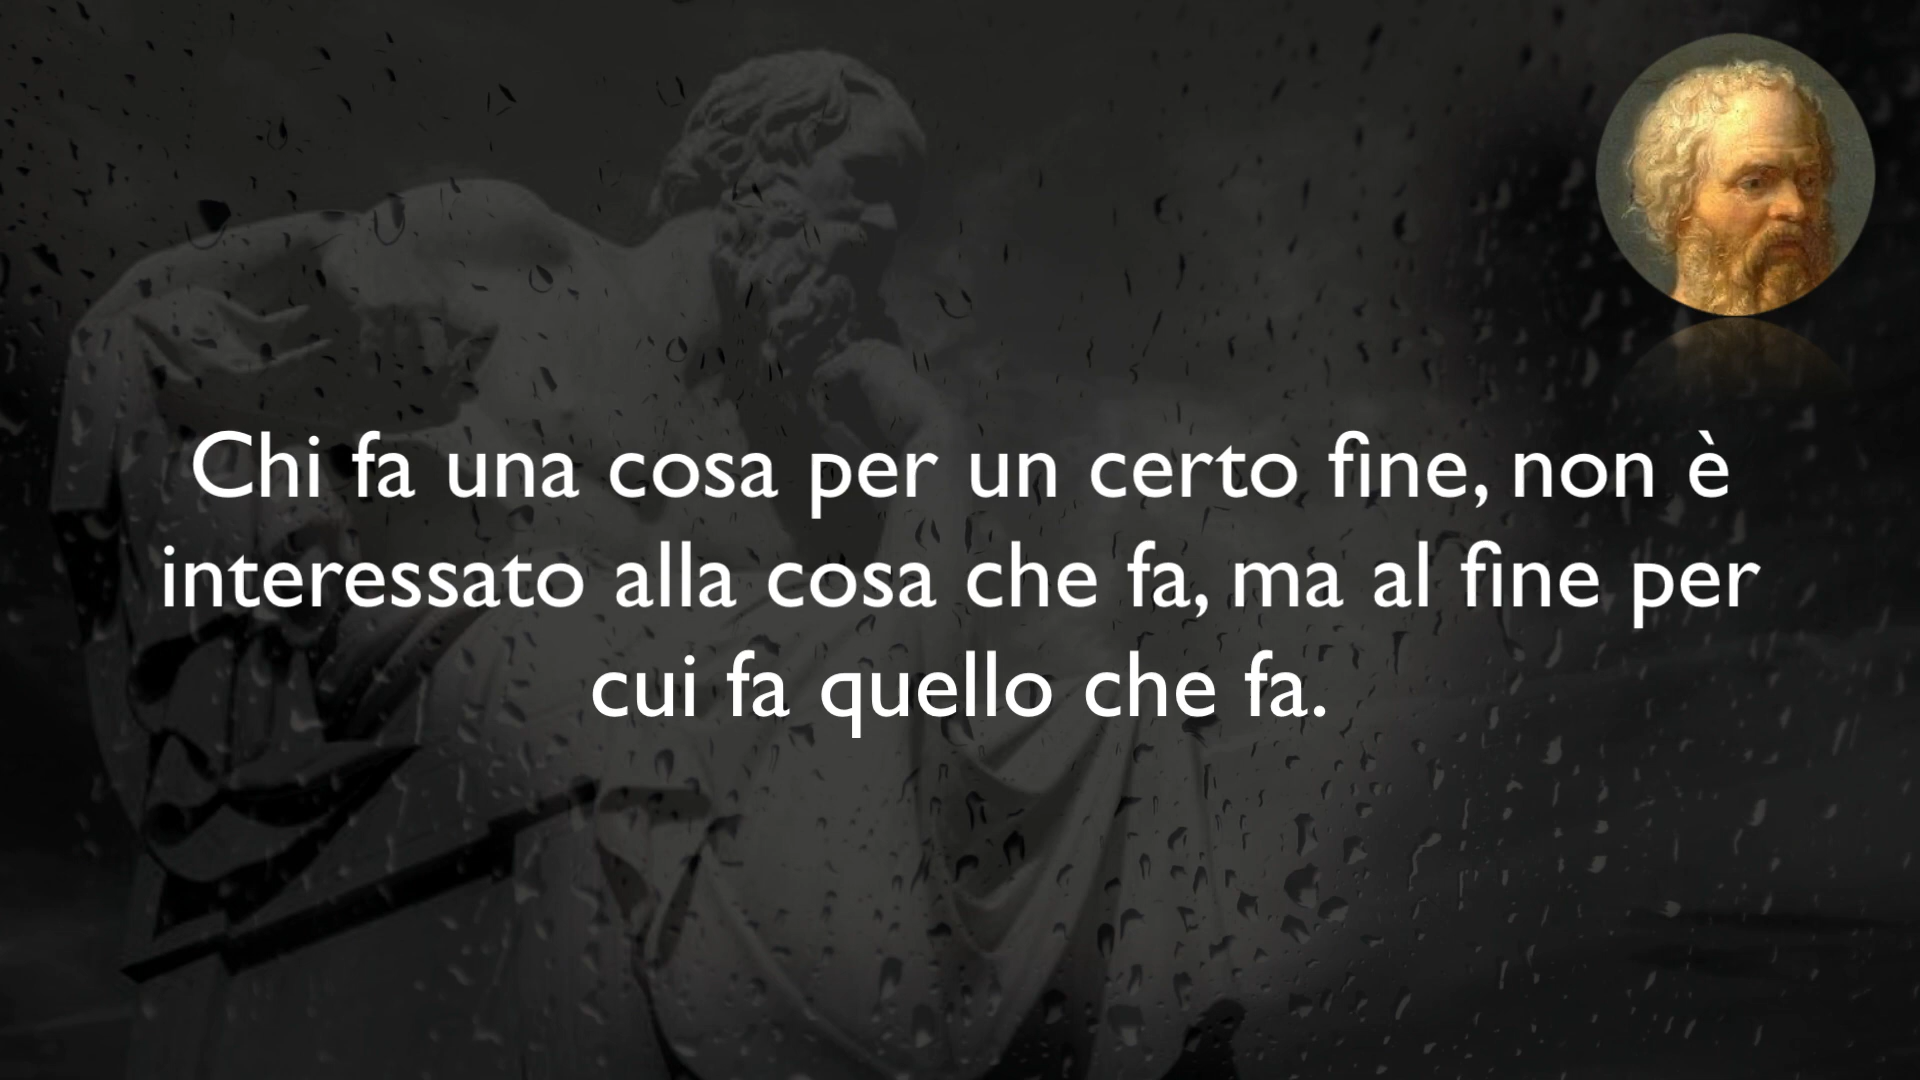 Chi fa una cosa per un certo fine, non è
interessato alla cosa che fa, ma al fine per
cui fa quello che fa.